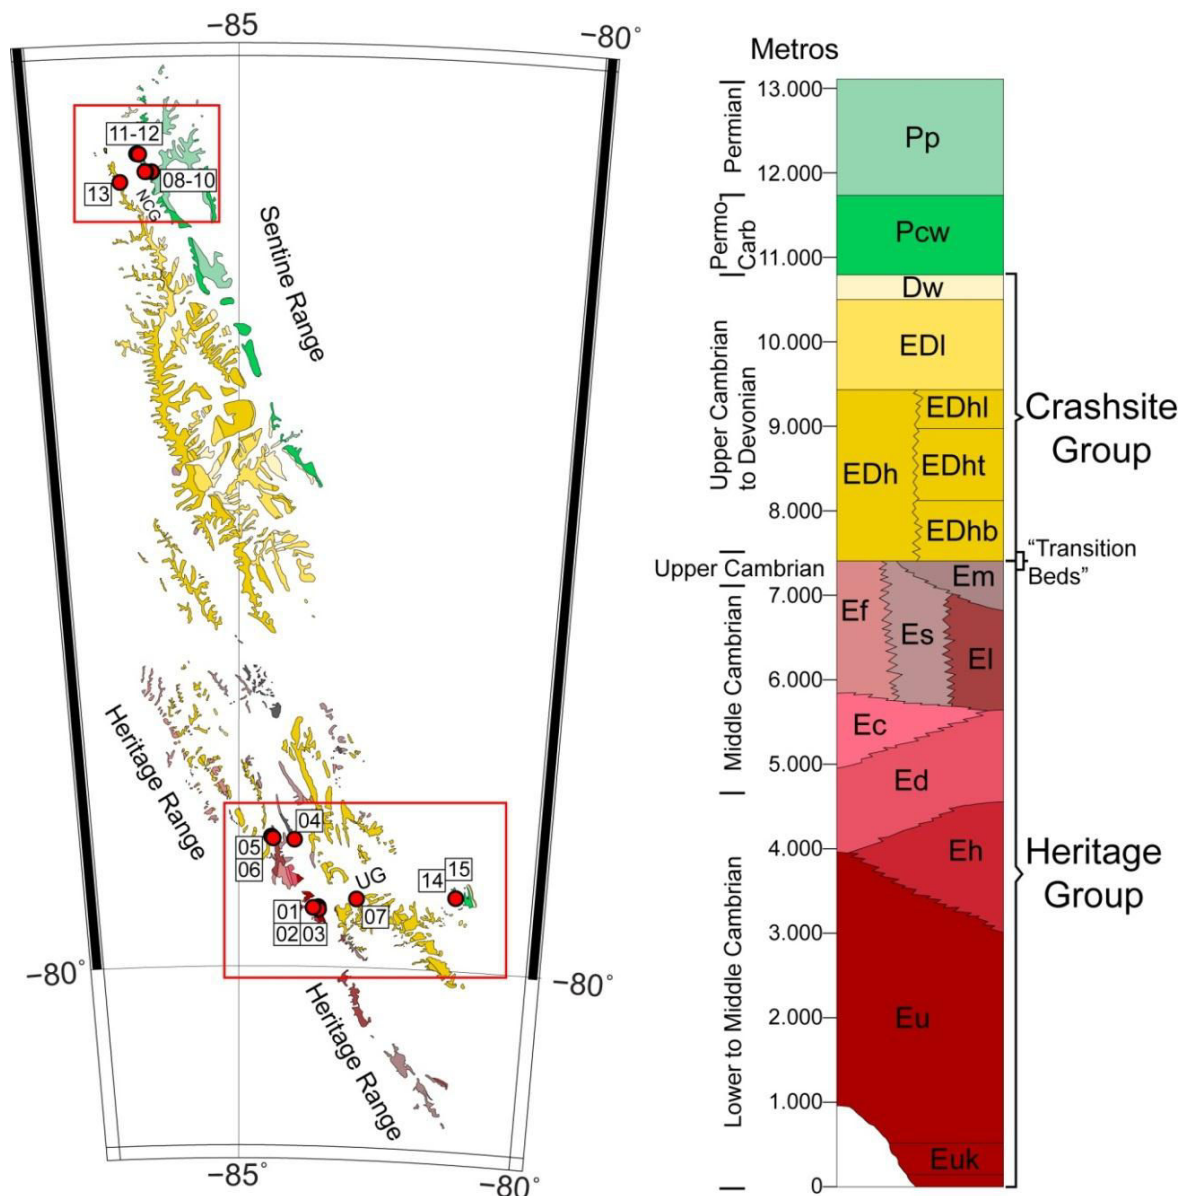 −85
−80°
11-12
13
08-10
NCG
Sentine Range
Heritage Range
04
05
06
UG
01
02 03
07
14
15
−80°
−80°
Heritage Range
−85°
−80°
Metros
13.000
12.000
11.000
10.000
9.000
8.000
7.000
6.000
5.000
4.000
3.000
2.000
1.000
0
Permian
Permo
Carb
Upper Cambrian
to Devonian
Upper Cambrian
Middle Cambrian
Lower to Middle Cambrian
Pp
Pcw
Dw
EDl
EDhl
EDh
EDht
EDhb
Em
Ef
Es
El
Ec
Ed
Eh
Eu
Euk
Crashsite
Group
“Transition
Beds”
Heritage
Group